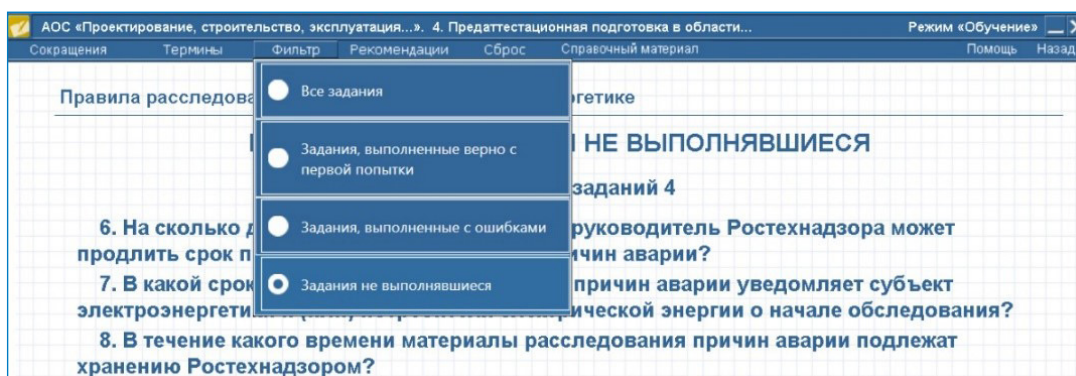 АОС «Проектирование, строительство, эксплуатация...». 4. Предаттестационная подготовка в области... Режим «Обучение»
Сокращения Термины Фильтр Рекомендации Сброс Справочный материал Помощь Назад
Правила расследова
ргетике
Все задания
НЕ ВЫПОЛНЯВШИЕСЯ
Задания, выполненные верно с
первой попытки
заданий 4
Задания, выполненные с ошибками
Задания не выполнявшиеся
6. На сколько руководитель Ростехнадзора может
продлить срок п ичин аварии?
7. В какой срок причин аварии уведомляет субъект
электроэнергети рической энергии о начале обследования?
8. В течение какого времени материалы расследования причин аварии подлежат
хранению Ростехнадзором?